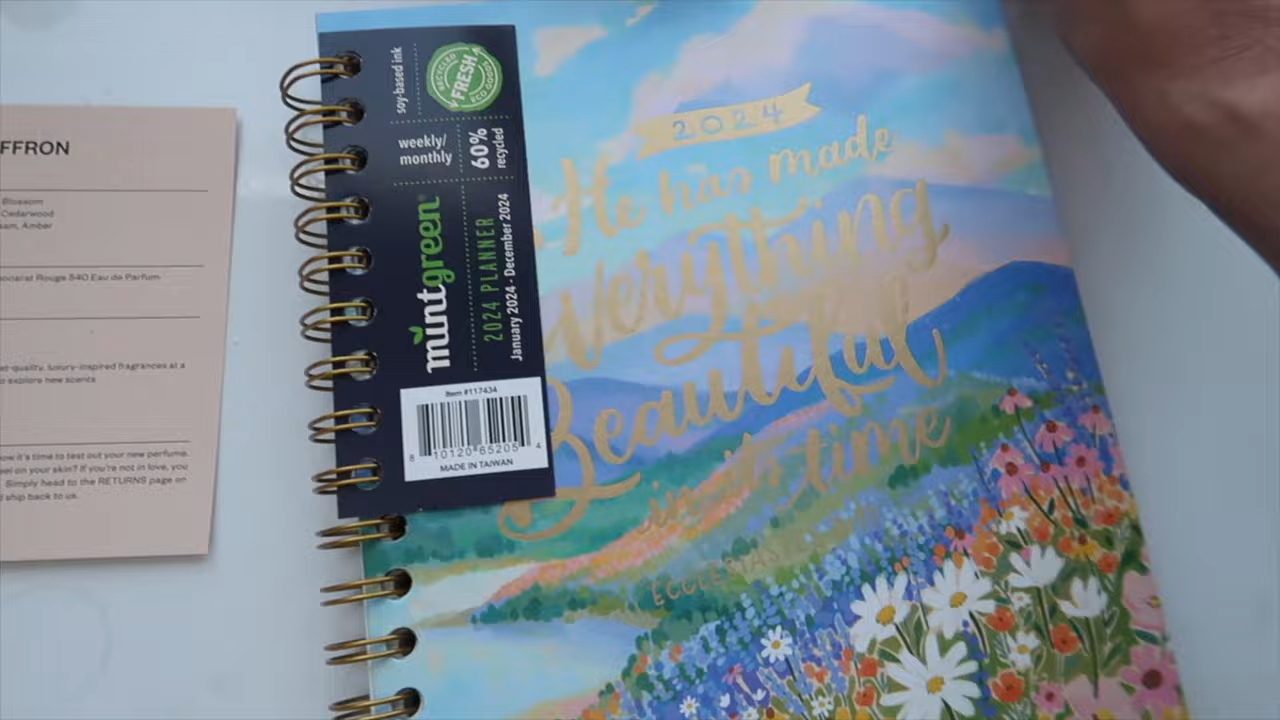 FFRON
Blossom
Cedarwood
Amber
Rouge 540 Eau de Parfum
-quality, luxury-inspired fragrances at a
o explore new scents
ow it's time to test out your new perfume.
on your skin? If you're not in love, you
Simply head to the RETURNS page on
ship back to us.
soy-based ink
RECYCLED
FRESH
ECO GOODS
weekly/
monthly
60%
recycled
mintgreen
2024 PLANNER
January 2024 - December 2024
Item #117434
8 10120 65205 4
MADE IN TAIWAN
2024
He has made
Everything
Beautiful
in its time